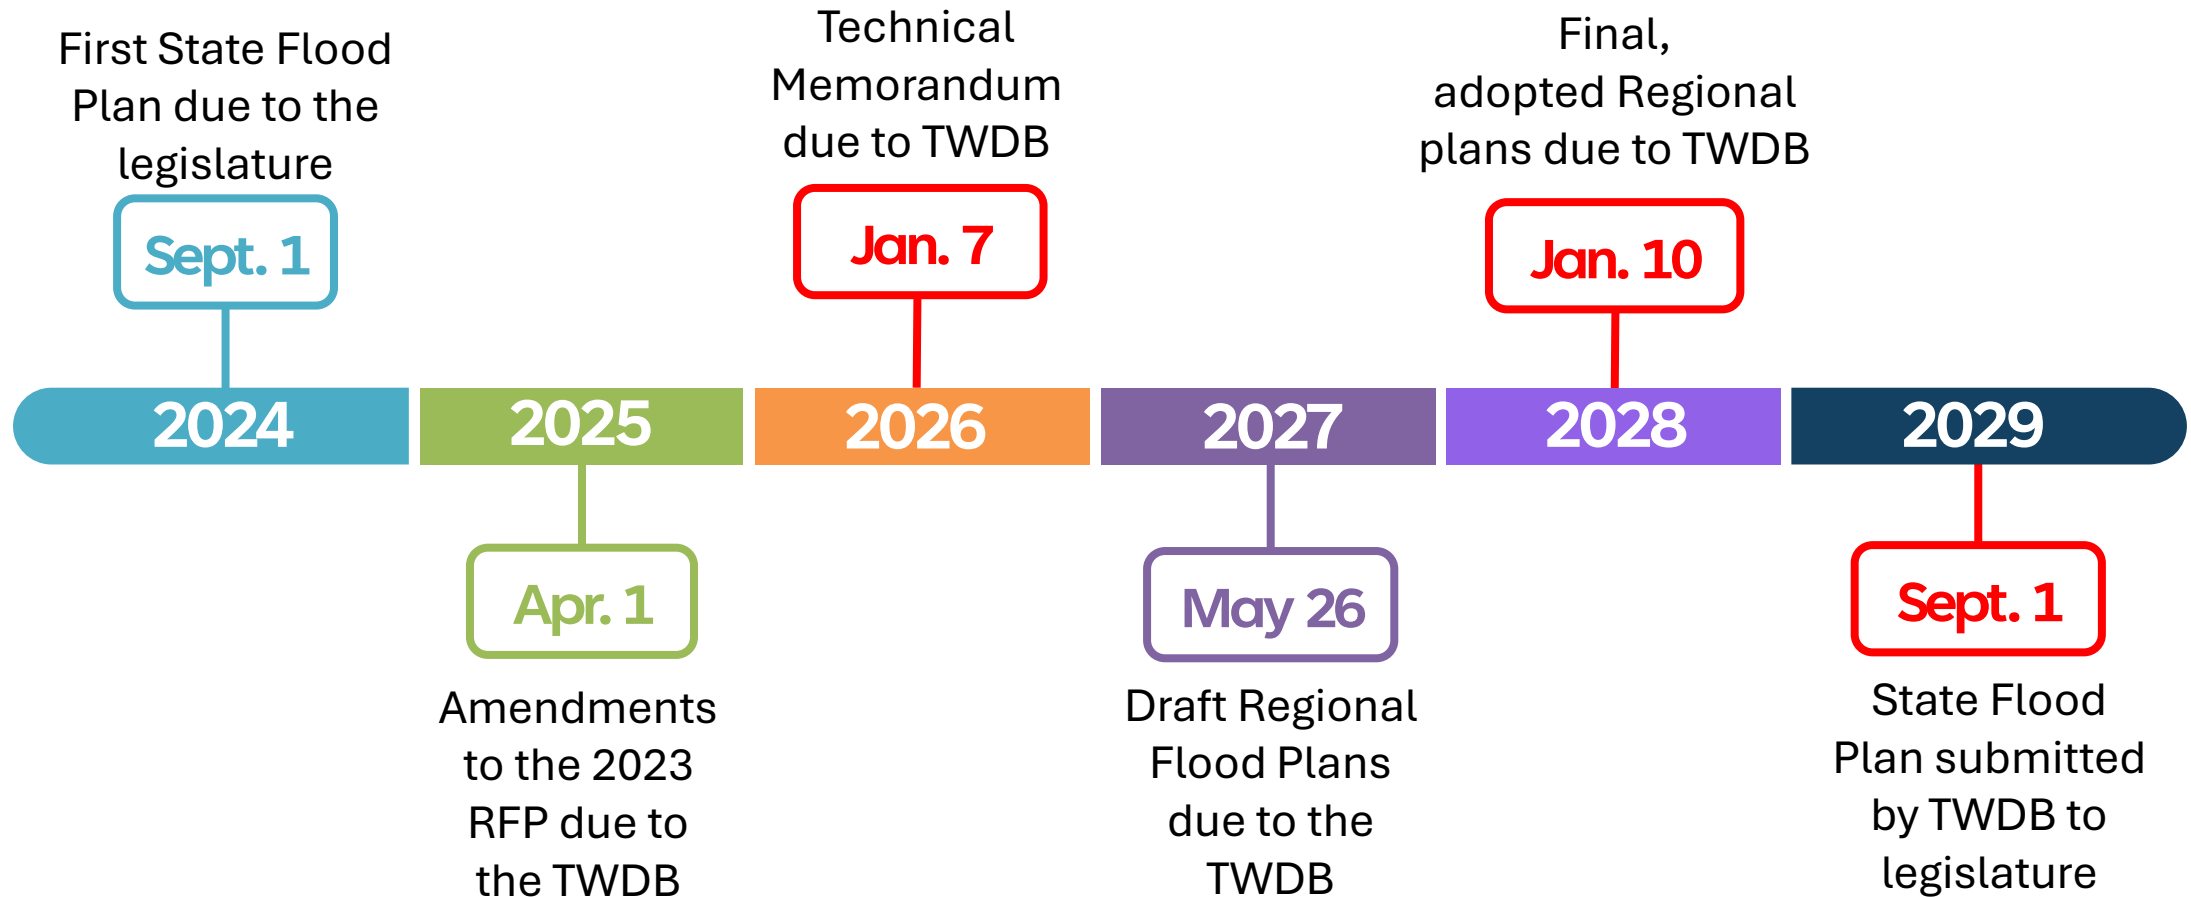 First State Flood
Plan due to the
legislature
Sept. 1
2024
2025
Apr. 1
Amendments
to the 2023
RFP due to
the TWDB
Technical
Memorandum
due to TWDB
Jan. 7
2026
2027
May 26
Draft Regional
Flood Plans
due to the
TWDB
Final,
adopted Regional
plans due to TWDB
Jan. 10
2028
2029
Sept. 1
State Flood
Plan submitted
by TWDB to
legislature